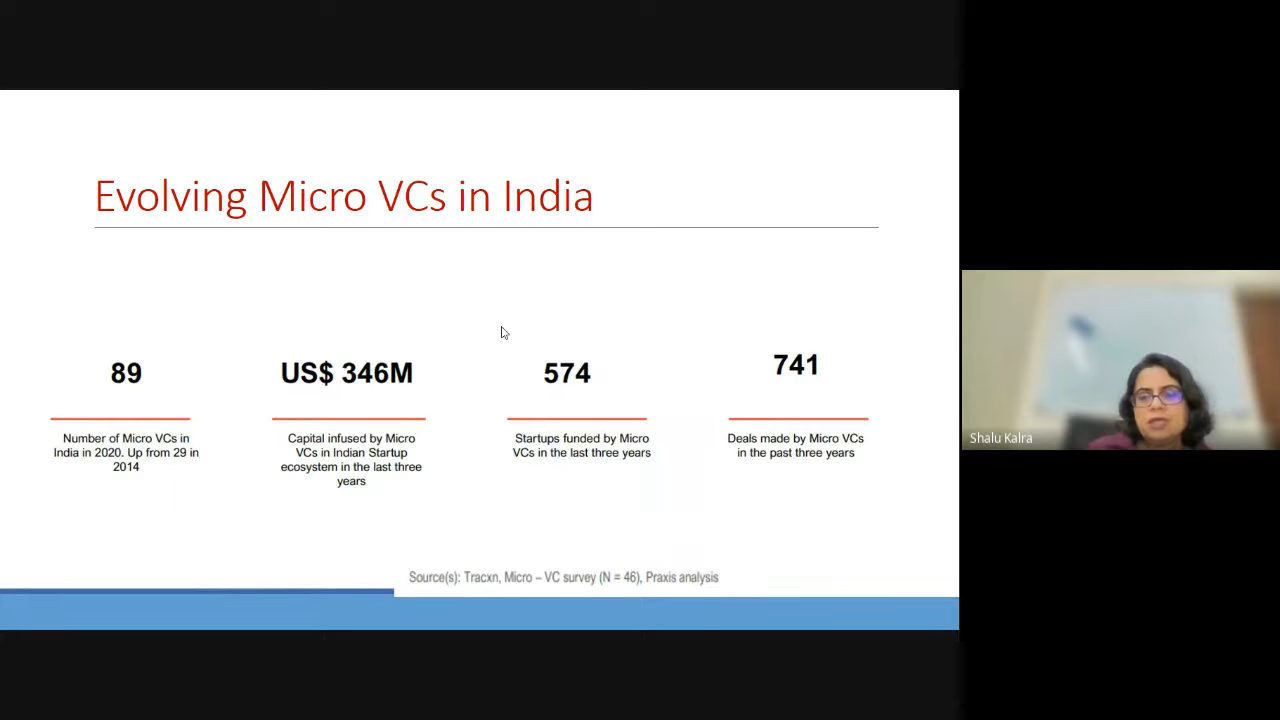 Evolving Micro VCs in India
89
Number of Micro VCs in
India in 2020. Up from 29 in
2014
US$ 346M
Capital infused by Micro
VCs in Indian Startup
ecosystem in the last three
years
574
Startups funded by Micro
VCs in the last three years
741
Deals made by Micro VCs
in the past three years
Source(s): Tracxn, Micro – VC survey (N = 46), Praxis analysis
Shalu Kalra